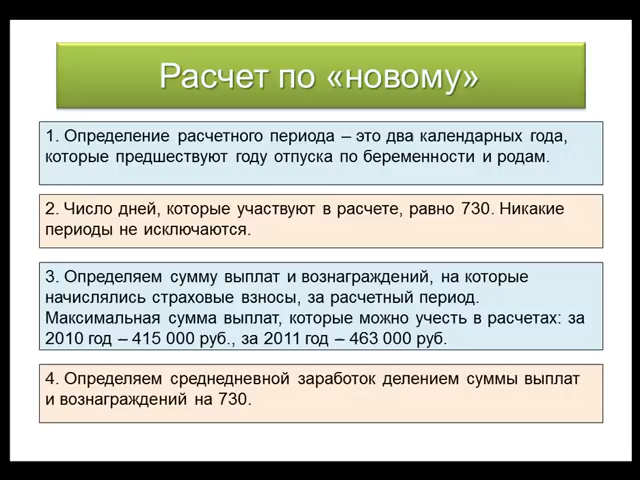 Расчет по «новому»
1. Определение расчетного периода – это два календарных года,
которые предшествуют году отпуска по беременности и родам.
2. Число дней, которые участвуют в расчете, равно 730. Никакие
периоды не исключаются.
3. Определяем сумму выплат и вознаграждений, на которые
начислялись страховые взносы, за расчетный период.
Максимальная сумма выплат, которые можно учесть в расчетах: за
2010 год – 415 000 руб., за 2011 год – 463 000 руб.
4. Определяем среднедневной заработок делением суммы выплат
и вознаграждений на 730.